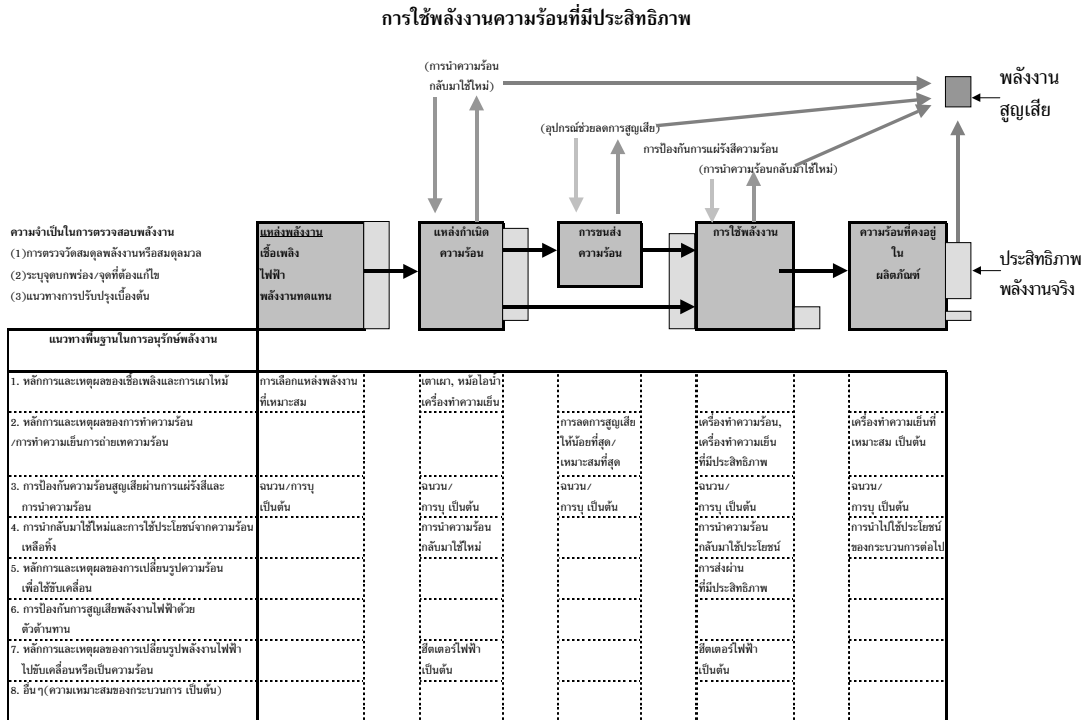 การใช้พลังงานความร้อนที่มีประสิทธิภาพ
(การนำความร้อน
กลับมาใช้ใหม่)
พลังงาน
สูญเสีย
(อุปกรณ์ช่วยลดการสูญเสีย)
การป้องกันการแผ่รังสีความร้อน
(การนำความร้อนกลับมาใช้ใหม่)
ความจำเป็นในการตรวจสอบพลังงาน
(1)การตรวจวัดสมดุลพลังงานหรือสมดุลมวล
(2)ระบุจุดบกพร่อง/จุดที่ต้องแก้ไข
(3)แนวทางการปรับปรุงเบื้องต้น
แหล่งพลังงาน
เชื้อเพลิง
ไฟฟ้า
พลังงานทดแทน
แหล่งกำเนิด
ความร้อน
การขนส่ง
ความร้อน
การใช้พลังงาน
ความร้อนที่คงอยู่
ใน
ผลิตภัณฑ์
ประสิทธิภาพ
พลังงานจริง
แนวทางพื้นฐานในการอนุรักษ์พลังงาน
1. หลักการและเหตุผลของเชื้อเพลิงและการเผาไหม้
การเลือกแหล่งพลังงาน
ที่เหมาะสม
เตาเผา, หม้อไอน้ำ
เครื่องทำความเย็น
2. หลักการและเหตุผลของการทำความร้อน
/การทำความเย็นการถ่ายเทความร้อน
การลดการสูญเสีย
ให้น้อยที่สุด/
เหมาะสมที่สุด
เครื่องทำความร้อน,
เครื่องทำความเย็น
ที่มีประสิทธิภาพ
เครื่องทำความเย็นที่
เหมาะสม เป็นต้น
3. การป้องกันความร้อนสูญเสียผ่านการแผ่รังสีและ
การนำความร้อน
ฉนวน/การบุ
เป็นต้น
ฉนวน/
การบุ เป็นต้น
ฉนวน/
การบุ เป็นต้น
ฉนวน/
การบุ เป็นต้น
ฉนวน/
การบุ เป็นต้น
4. การนำกลับมาใช้ใหม่และการใช้ประโยชน์จากความร้อน
เหลือทิ้ง
การนำความร้อน
กลับมาใช้ใหม่
การนำความร้อน
กลับมาใช้ประโยชน์
การนำไปใช้ประโยชน์
ของกระบวนการต่อไป
5. หลักการและเหตุผลของการเปลี่ยนรูปความร้อน
เพื่อใช้ขับเคลื่อน
การส่งผ่าน
ที่มีประสิทธิภาพ
6. การป้องกันการสูญเสียพลังงานไฟฟ้าด้วย
ตัวต้านทาน
7. หลักการและเหตุผลของการเปลี่ยนรูปพลังงานไฟฟ้า
ไปขับเคลื่อนหรือเป็นความร้อน
ฮีตเตอร์ไฟฟ้า
เป็นต้น
ฮีตเตอร์ไฟฟ้า
เป็นต้น
8. อื่นๆ(ความเหมาะสมของกระบวนการ เป็นต้น)